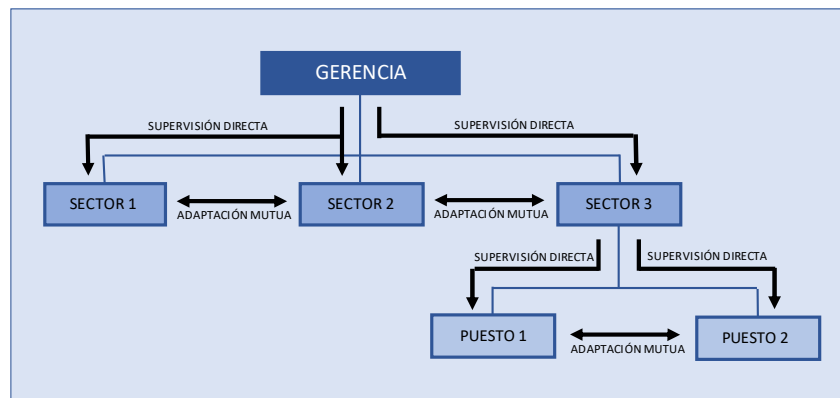 GERENCIA
SUPERVISIÓN DIRECTA
SUPERVISIÓN DIRECTA
SECTOR 1
ADAPTACIÓN MUTUA
SECTOR 2
ADAPTACIÓN MUTUA
SECTOR 3
SUPERVISIÓN DIRECTA
SUPERVISIÓN DIRECTA
PUESTO 1
ADAPTACIÓN MUTUA
PUESTO 2